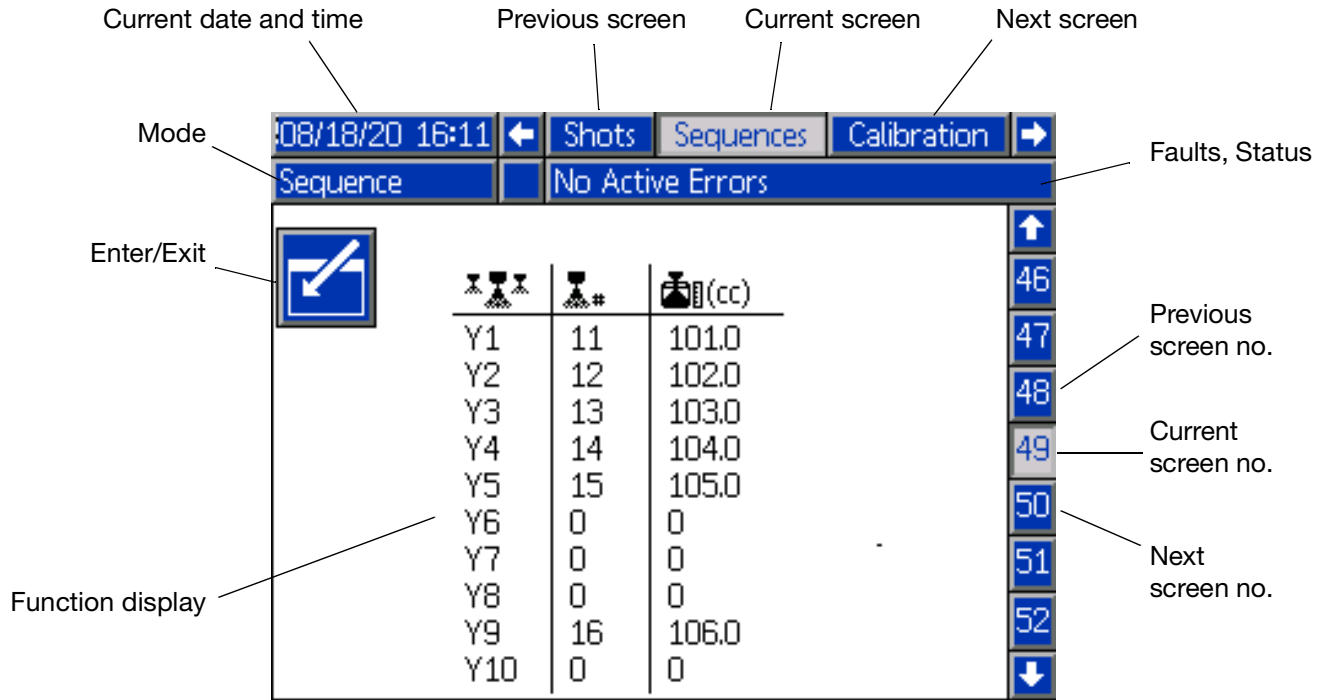 Current date and time
Previous screen
Current screen
Next screen
Mode
Faults, Status
Enter/Exit
08/18/20 16:11
Shots
Sequences
Calibration
Sequence
No Active Errors
#
(cc)
Y1 11 101.0
Y2 12 102.0
Y3 13 103.0
Y4 14 104.0
Y5 15 105.0
Y6 0 0
Y7 0 0
Y8 0 0
Y9 16 106.0
Y10 0 0
46
47
48
49
50
51
52
Previous
screen no.
Current
screen no.
Next
screen no.
Function display